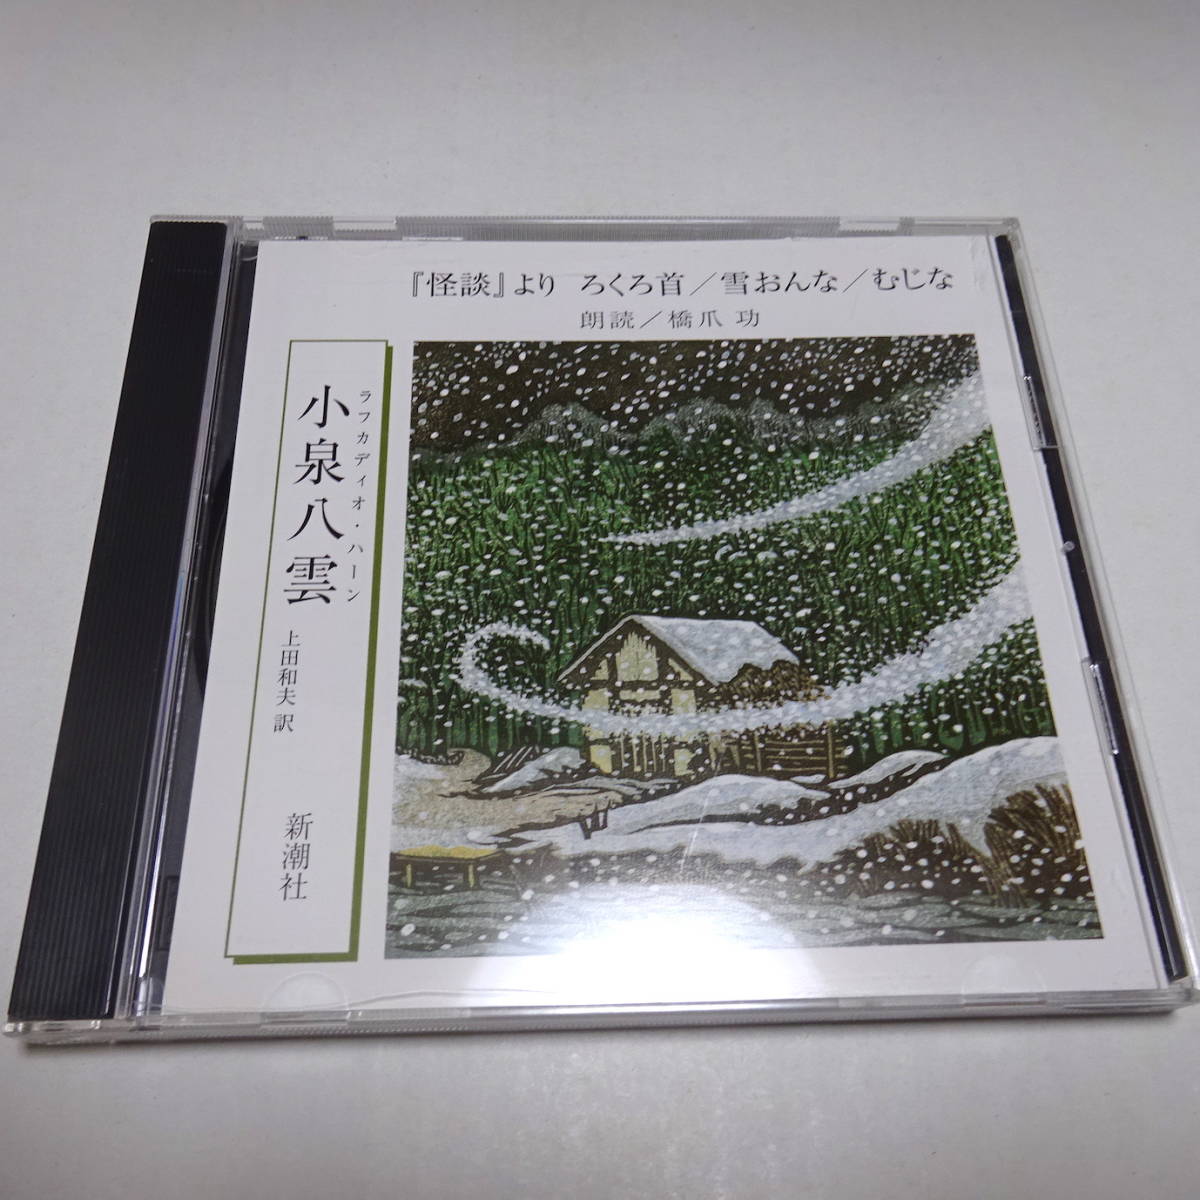 『怪談』より ろくろ首／雪おんな／むじな
朗読／橋爪 功
小泉八雲
ラフカディオ・ハーン
上田和夫 訳
新潮社